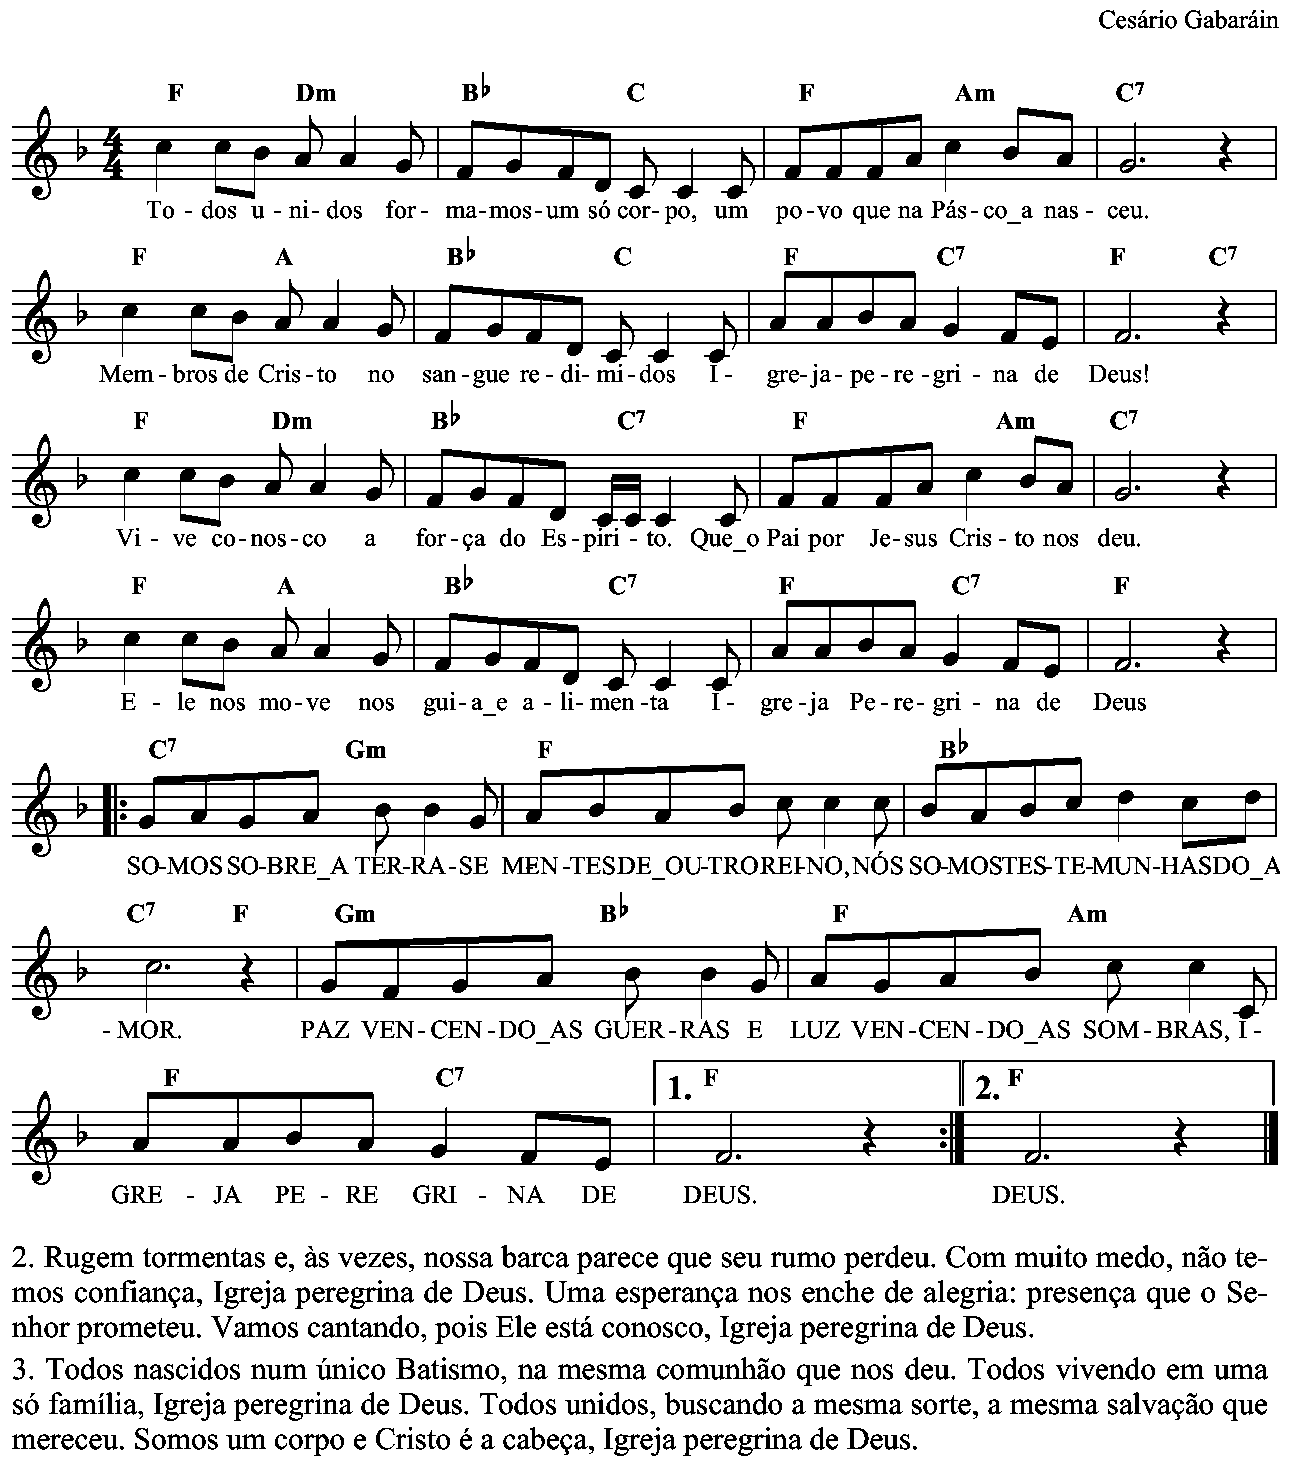 Cesário Gabaráin
F Dm B♭ C F Am C7
4
4
To - dos u - ni - dos for - ma-mos-um só cor - po, um po - vo que na Pás - co_a nas - ceu.
F A B♭ C F C7 F C7
Mem - bros de Cris - to no san - gue re - di - mi - dos I - gre - ja - pe - re - gri - na de Deus!
F Dm B♭ C7 F Am C7
Vi - ve co - nos - co a for - ça do Es - piri - to. Que_o Pai por Je - sus Cris - to nos deu.
F A B♭ C7 F C7 F
E - le nos mo - ve nos gui - a_e a - li - men - ta I - gre - ja Pe - re - gri - na de Deus
C7 Gm F B♭
SO-MOS SO-BRE_A TER-RA-SE MEN-TES DE_OU-TRO REI-NO, NÓS SO-MOS TES-TE-MUN-HAS DO_A
C7 F Gm B♭ F Am
- MOR. PAZ VEN - CEN - DO_AS GUER - RAS E LUZ VEN - CEN - DO_AS SOM - BRAS, I -
F C7 1. F 2. F
GRE - JA PE - RE GRI - NA DE DEUS. DEUS.
2. Rugem tormentas e, às vezes, nossa barca parece que seu rumo perdeu. Com muito medo, não te-
mos confiança, Igreja peregrina de Deus. Uma esperança nos enche de alegria: presença que o Se-
nhor prometeu. Vamos cantando, pois Ele está conosco, Igreja peregrina de Deus.
3. Todos nascidos num único Batismo, na mesma comunhão que nos deu. Todos vivendo em uma
só família, Igreja peregrina de Deus. Todos unidos, buscando a mesma sorte, a mesma salvação que
mereceu. Somos um corpo e Cristo é a cabeça, Igreja peregrina de Deus.